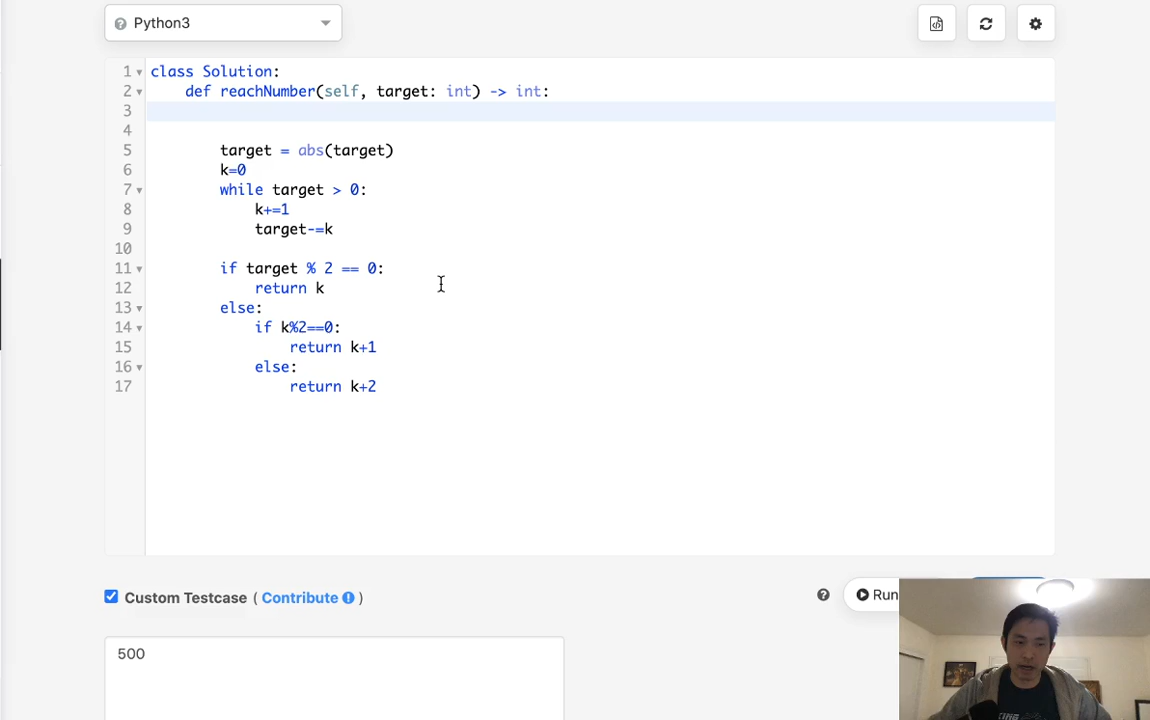 Python3
1 class Solution:
2 def reachNumber(self, target: int) -> int:
3
4
5 target = abs(target)
6 k=0
7 while target > 0:
8 k+=1
9 target-=k
10
11 if target % 2 == 0:
12 return k
13 else:
14 if k%2==0:
15 return k+1
16 else:
17 return k+2
Custom Testcase ( Contribute )
Run
500